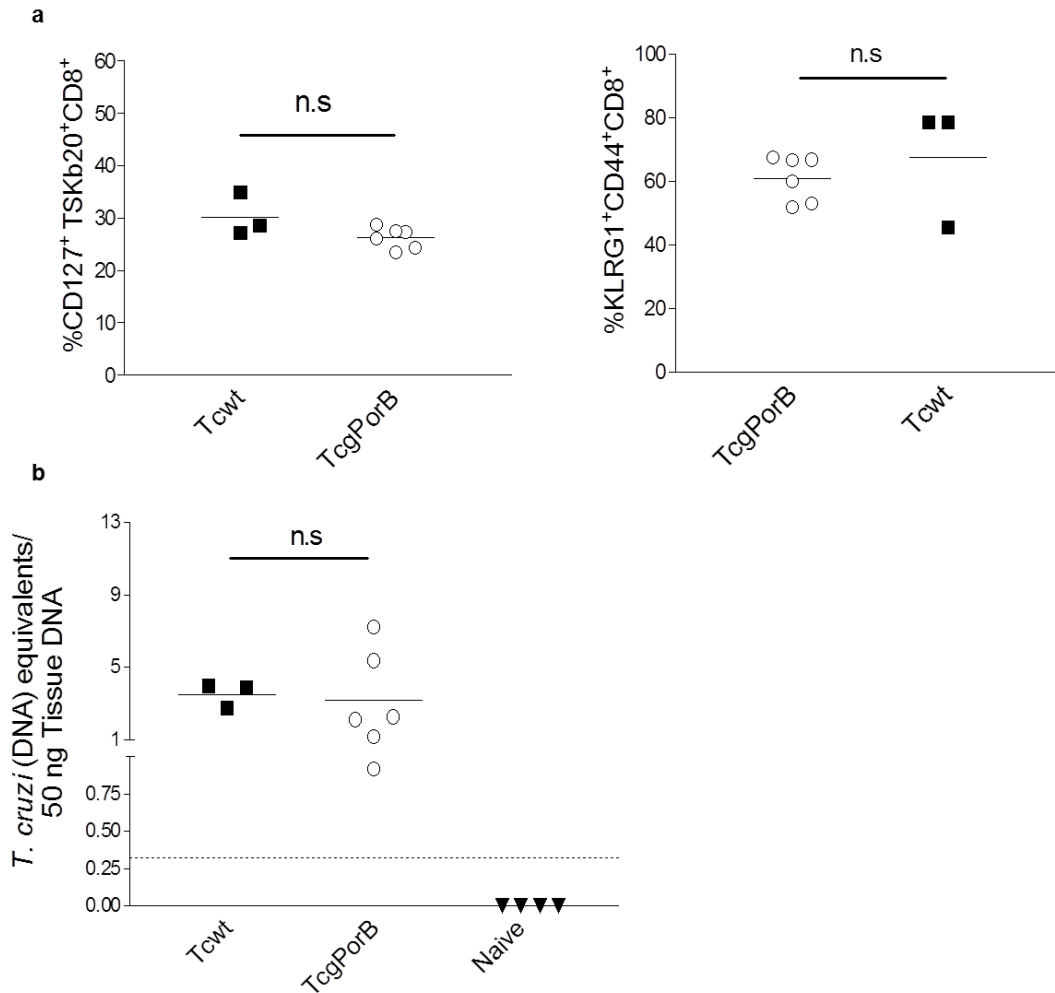 a
%CD127+ TSKb20+CD8+
60
50
40
30
20
10
0
n.s
Tcwt
TcgPorB
%KLRG1+CD44+CD8+
100
80
60
40
20
0
n.s
TcgPorB
Tcwt
b
T. cruzi (DNA) equivalents/
50 ng Tissue DNA
13
9
5
1
0.75
0.50
0.25
0.00
n.s
Tcwt
TcgPorB
Naive